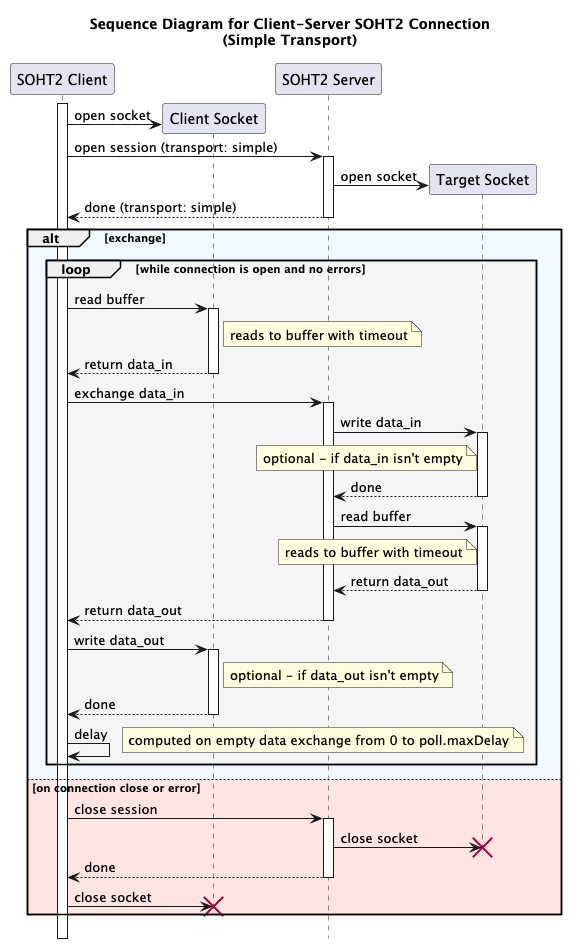 Sequence Diagram for Client-Server SOHT2 Connection
(Simple Transport)
SOHT2 Client
SOHT2 Server
open socket
Client Socket
open session (transport: simple)
open socket
Target Socket
done (transport: simple)
alt
[exchange]
loop
[while connection is open and no errors]
read buffer
reads to buffer with timeout
return data_in
exchange data_in
write data_in
optional - if data_in isn't empty
done
read buffer
reads to buffer with timeout
return data_out
return data_out
write data_out
optional - if data_out isn't empty
done
delay
computed on empty data exchange from 0 to poll.maxDelay
[on connection close or error]
close session
close socket
done
close socket